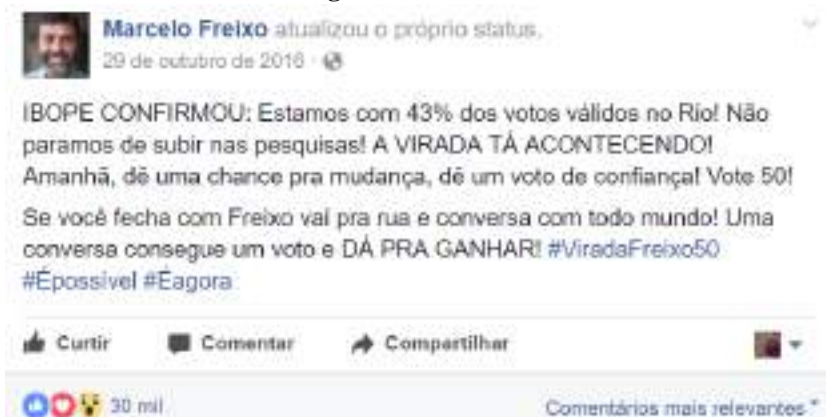 Marcelo Freixo atualizou o próprio status.
29 de outubro de 2016
IBOPE CONFIRMOU: Estamos com 43% dos votos válidos no Rio! Não
paramos de subir nas pesquisas! A VIRADA TÁ ACONTECENDO!
Amanhã, dê uma chance pra mudança, dê um voto de confiança! Vote 50!
Se você fecha com Freixo vai pra rua e conversa com todo mundo! Uma
conversa consegue um voto e DÁ PRA GANHAR! #ViradaFreixo50
#Épossível #Éagora
Curtir Comentar Compartilhar
30 mil Comentários mais relevantes